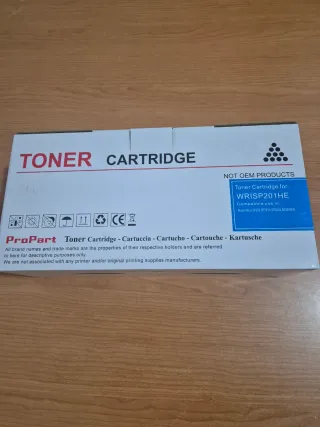 TONER CARTRIDGE
NOT OEM PRODUCTS
Toner Cartridge for:
WRISP201HE
ProPart Toner Cartridge - Cartuccia - Cartucho - Cartouche - Kartusche
All brand names and trade marks are the properties of their respective holders and are referred
to here for descriptive purposes only.
We are not associated with any printer and/or original printing supplies manufacturers.